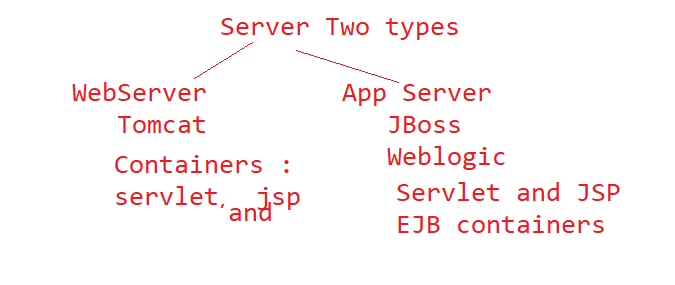 Server Two types
WebServer
Tomcat
Containers :
servlet, jsp
and
App Server
JBoss
Weblogic
Servlet and JSP
EJB containers